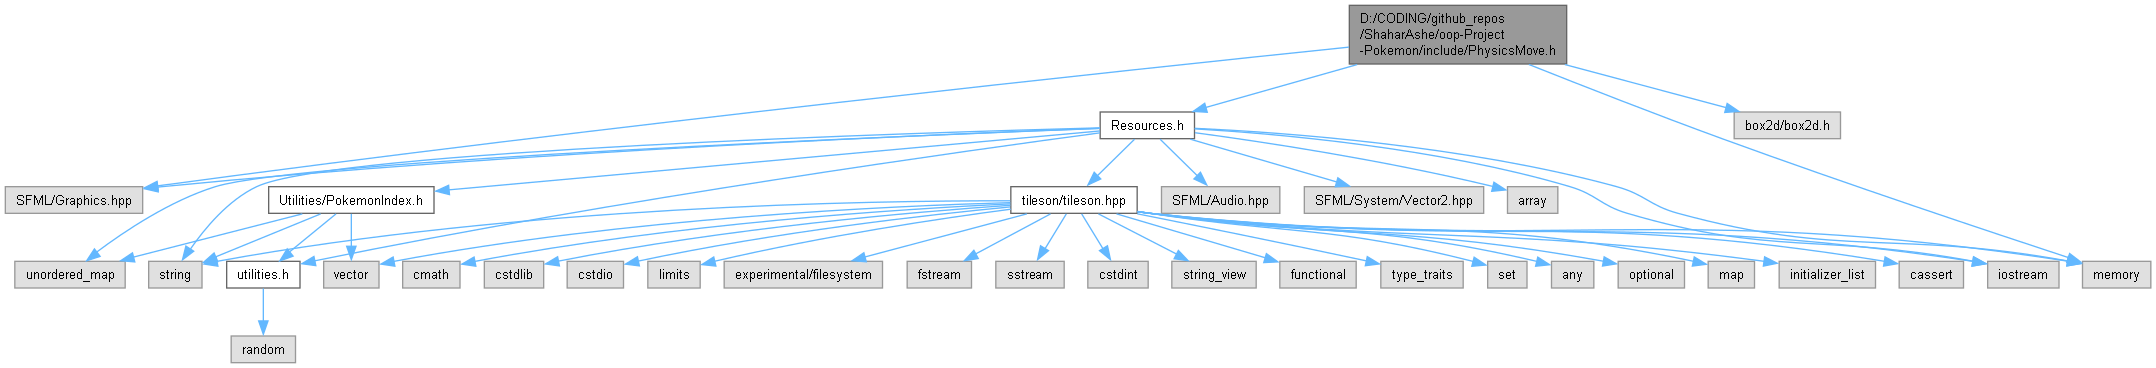 D:/CODING/github_repos
/ShaharAshe/oop-Project
-Pokemon/include/PhysicsMove.h
Resources.h
box2d/box2d.h
SFML/Graphics.hpp
Utilities/PokemonIndex.h
tileson/tileson.hpp
SFML/Audio.hpp
SFML/System/Vector2.hpp
array
unordered_map
string
utilities.h
vector
cmath
cstdlib
cstdio
limits
experimental/filesystem
fstream
sstream
cstdint
string_view
functional
type_traits
set
any
optional
map
initializer_list
cassert
iostream
memory
random